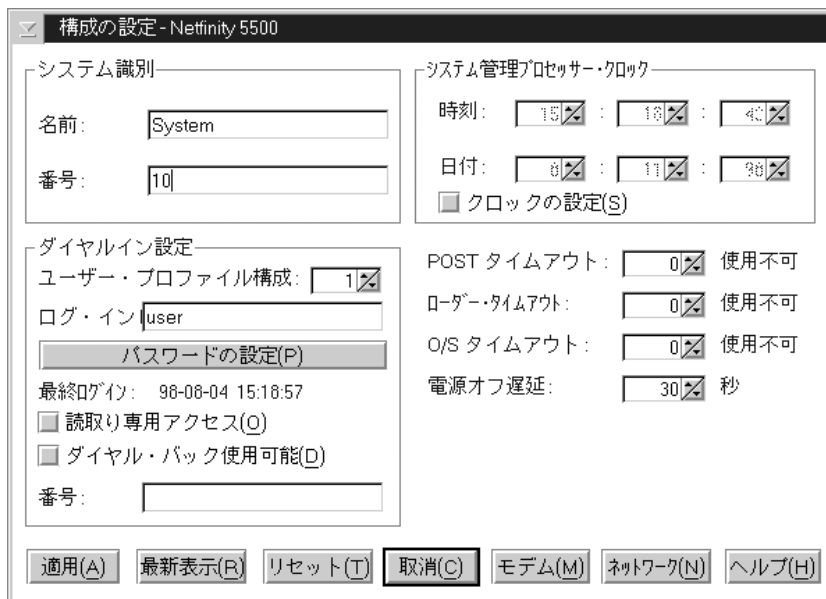 構成の設定 - Netfinity 5500
システム識別
名前: System
番号: 10
システム管理プロセッサー・クロック
時刻: 15 : 18 : 40
日付: 8 : 11 : 98
クロックの設定(S)
ダイヤルイン設定
ユーザー・プロファイル構成: 1
ログ・イン user
パスワードの設定(P)
最終ログイン: 98-08-04 15:18:57
読取り専用アクセス(O)
ダイヤル・バック使用可能(D)
番号:
POST タイムアウト: 0 使用不可
ローダー・タイムアウト: 0 使用不可
O/S タイムアウト: 0 使用不可
電源オフ遅延: 30 秒
適用(A) 最新表示(R) リセット(T) 取消(C) モデム(M) ネットワーク(N) ヘルプ(H)